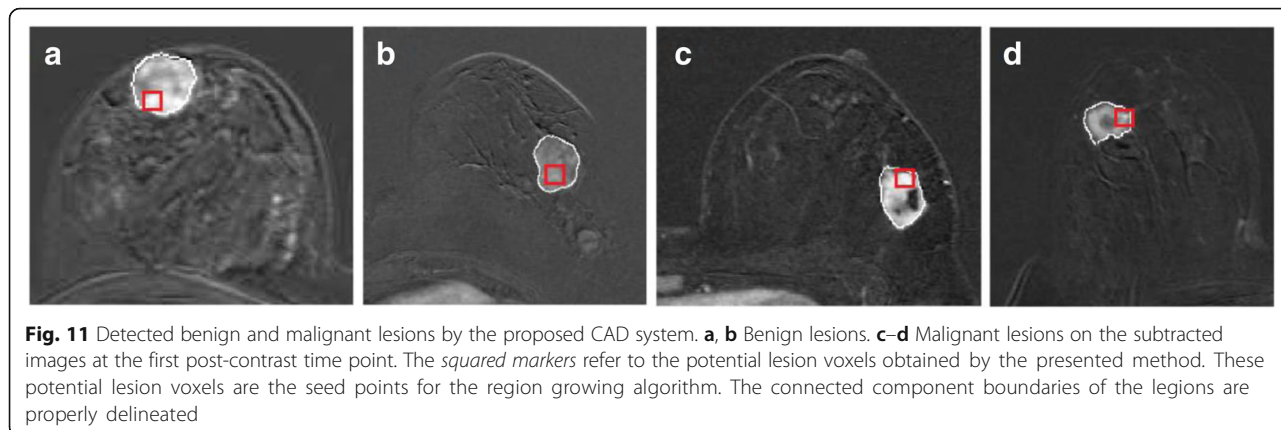 a b c d
Fig. 11 Detected benign and malignant lesions by the proposed CAD system. a, b Benign lesions. c–d Malignant lesions on the subtracted
images at the first post-contrast time point. The squared markers refer to the potential lesion voxels obtained by the presented method. These
potential lesion voxels are the seed points for the region growing algorithm. The connected component boundaries of the legions are
properly delineated